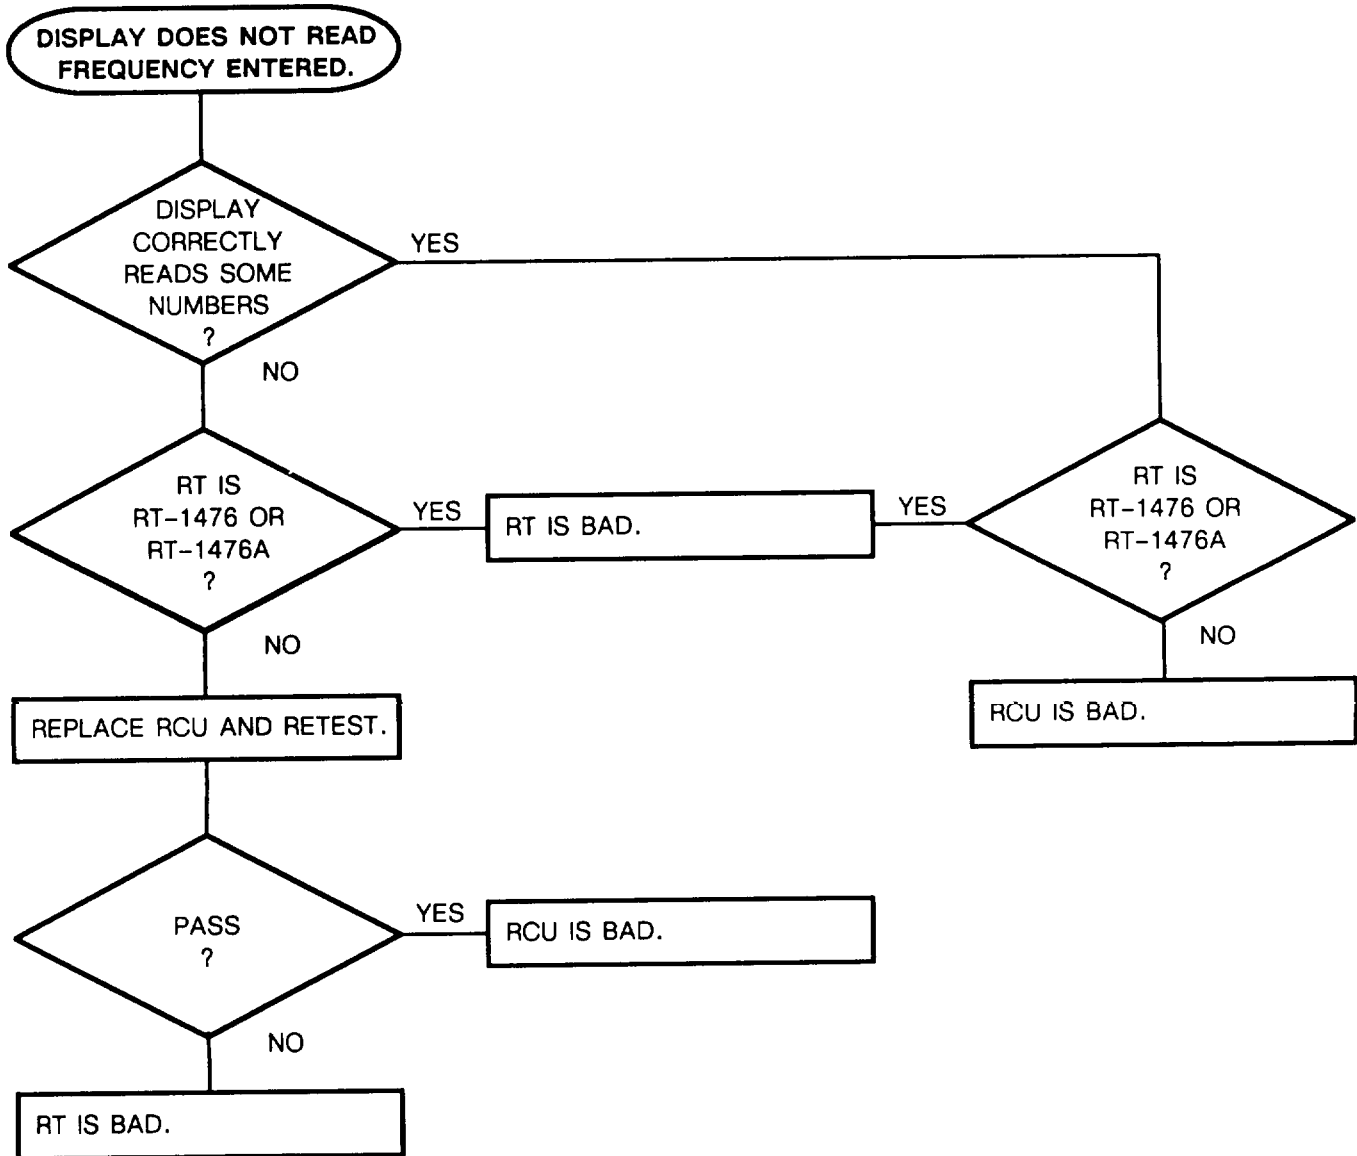 DISPLAY DOES NOT READ
FREQUENCY ENTERED.
DISPLAY
CORRECTLY
READS SOME
NUMBERS
?
YES
NO
RT IS
RT-1476 OR
RT-1476A
?
YES
RT IS BAD.
YES
RT IS
RT-1476 OR
RT-1476A
?
NO
NO
REPLACE RCU AND RETEST.
RCU IS BAD.
PASS
?
YES
RCU IS BAD.
NO
RT IS BAD.